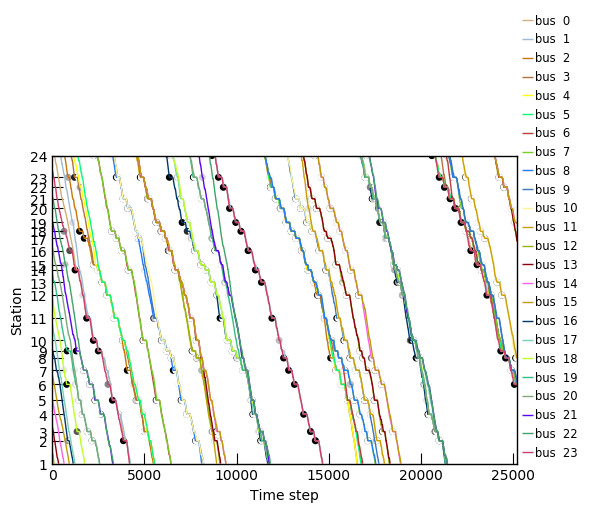 bus 0
bus 1
bus 2
bus 3
bus 4
bus 5
bus 6
bus 7
bus 8
bus 9
bus 10
bus 11
bus 12
bus 13
bus 14
bus 15
bus 16
bus 17
bus 18
bus 19
bus 20
bus 21
bus 22
bus 23
Station
24
23
22
21
20
19
18
17
16
15
14
13
12
11
10
9
8
7
6
5
4
3
2
1
0 5000 10000 15000 20000 25000
Time step